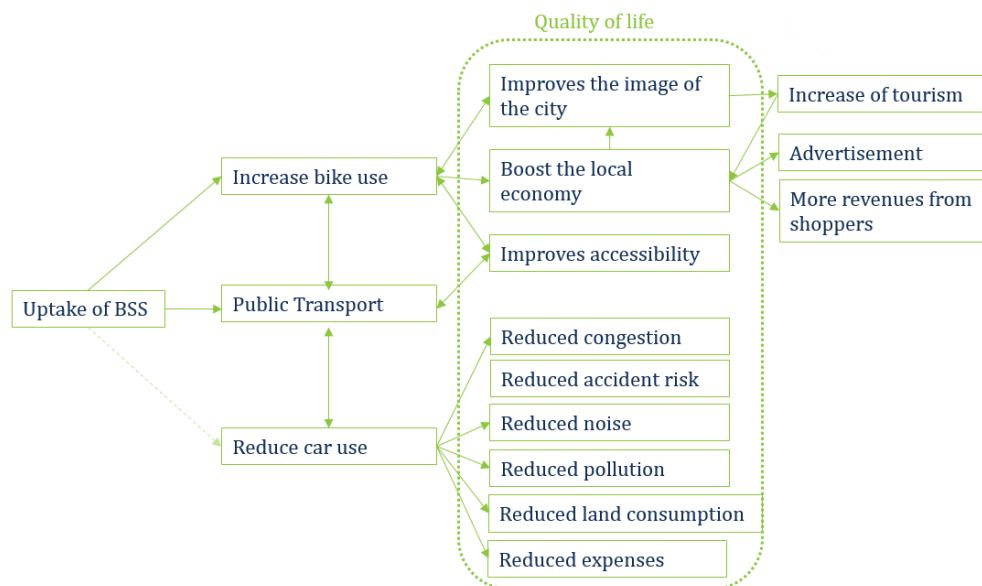 Quality of life
Improves the image of
the city
Increase of tourism
Advertisement
Increase bike use
Boost the local
economy
More revenues from
shoppers
Improves accessibility
Uptake of BSS
Public Transport
Reduced congestion
Reduced accident risk
Reduced noise
Reduce car use
Reduced pollution
Reduced land consumption
Reduced expenses